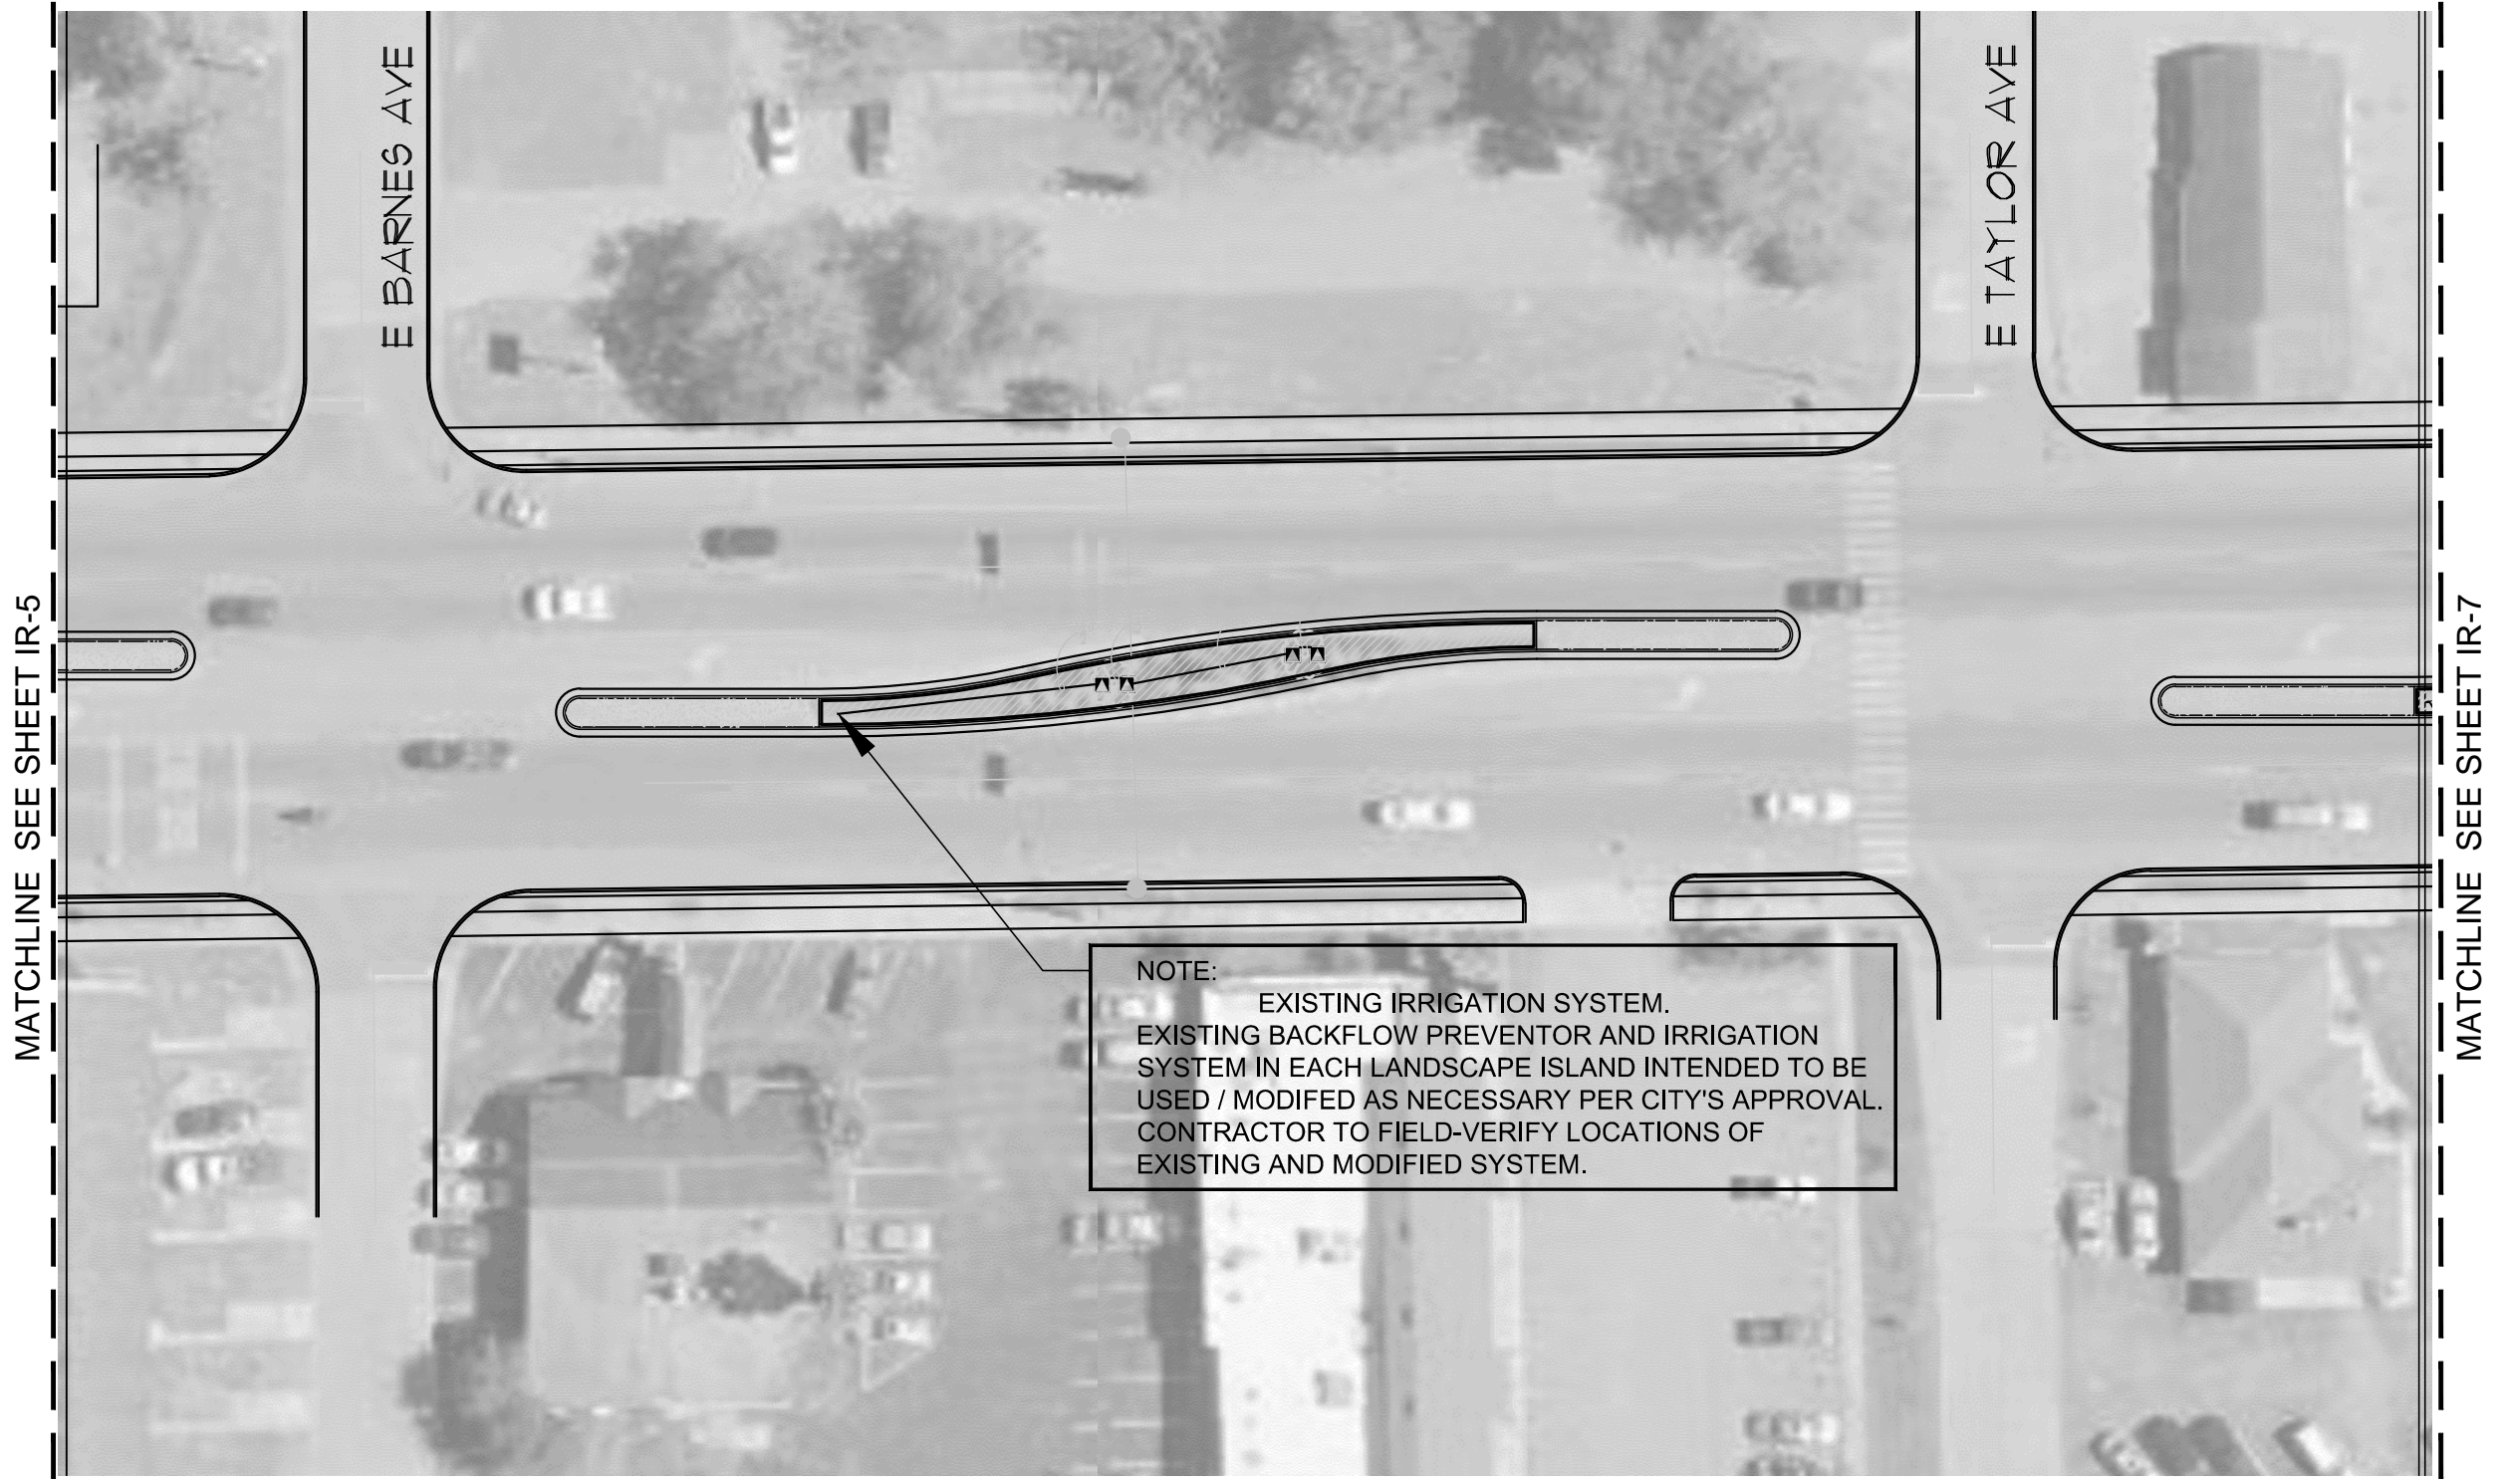 E BARNES AVE
E TAYLOR AVE
MATCHLINE SEE SHEET IR-5
MATCHLINE SEE SHEET IR-7
NOTE:
EXISTING IRRIGATION SYSTEM.
EXISTING BACKFLOW PREVENTOR AND IRRIGATION
SYSTEM IN EACH LANDSCAPE ISLAND INTENDED TO BE
USED / MODIFED AS NECESSARY PER CITY'S APPROVAL.
CONTRACTOR TO FIELD-VERIFY LOCATIONS OF
EXISTING AND MODIFIED SYSTEM.